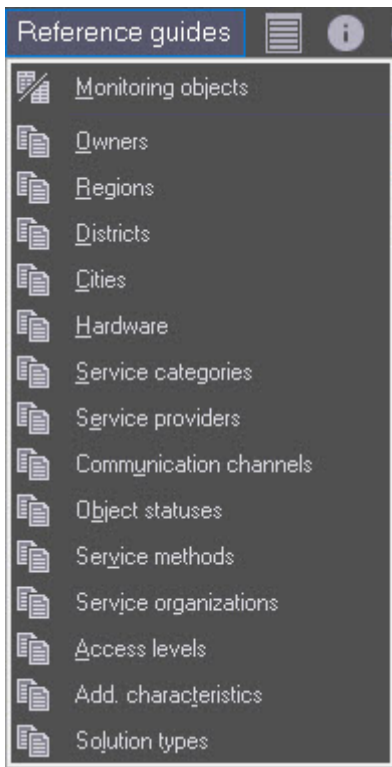 Reference guides
Monitoring objects
Owners
Regions
Districts
Cities
Hardware
Service categories
Service providers
Communication channels
Object statuses
Service methods
Service organizations
Access levels
Add. characteristics
Solution types